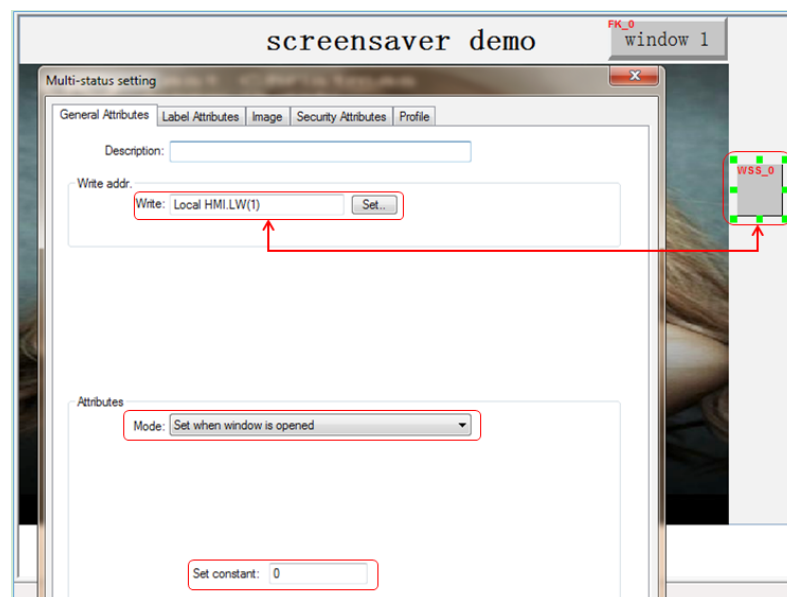 FK_0
screensaver demo
window 1
Multi-status setting
General Attributes Label Attributes Image Security Attributes Profile
Description:
WSS_0
Write addr.
Write: Local HMI.LW(1) Set..
Attributes
Mode: Set when window is opened
Set constant: 0